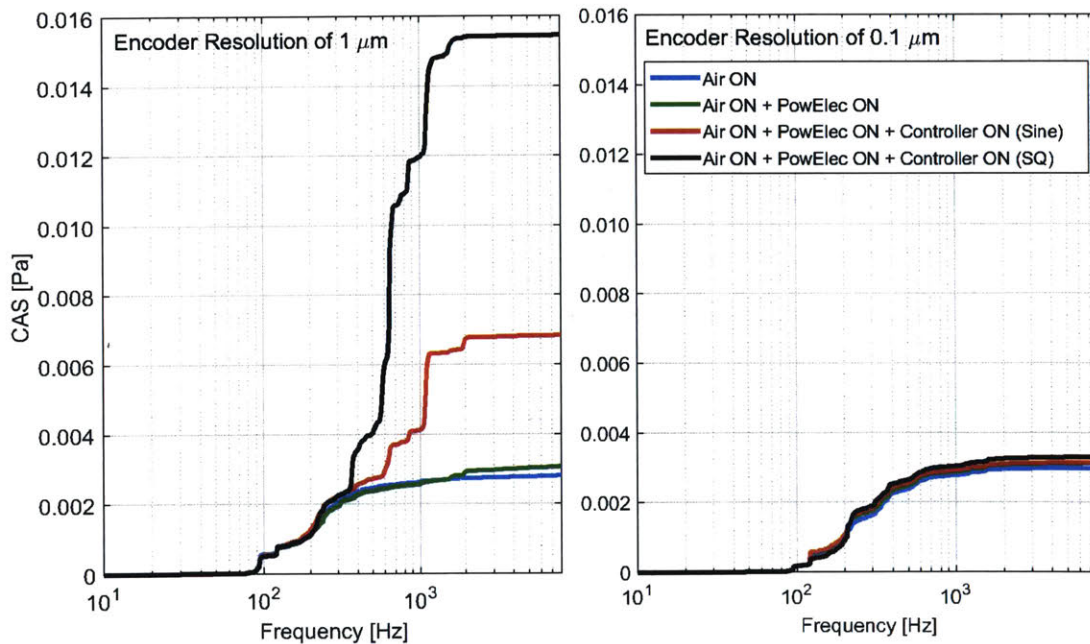 Encoder Resolution of 1 μm
0.016
0.014
0.012
0.010
0.008
0.006
0.004
0.002
0
CAS [Pa]
10^1
10^2
10^3
Frequency [Hz]
Encoder Resolution of 0.1 μm
Air ON
Air ON + PowElec ON
Air ON + PowElec ON + Controller ON (Sine)
Air ON + PowElec ON + Controller ON (SQ)
0.016
0.014
0.012
0.010
0.008
0.006
0.004
0.002
0
10^1
10^2
10^3
Frequency [Hz]